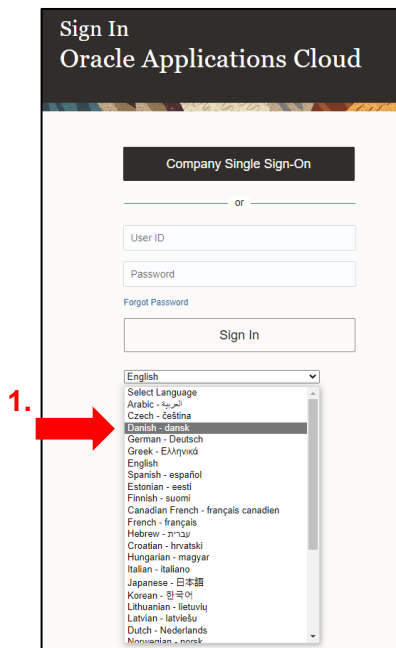 Sign In
Oracle Applications Cloud
Company Single Sign-On
or
User ID
Password
Forgot Password
Sign In
English
1.
Select Language
Arabic - العربية
Czech - čeština
Danish - dansk
German - Deutsch
Greek - Ελληνικά
English
Spanish - español
Estonian - eesti
Finnish - suomi
Canadian French - français canadien
French - français
Hebrew - עברית
Croatian - hrvatski
Hungarian - magyar
Italian - italiano
Japanese - 日本語
Korean - 한국어
Lithuanian - lietuvių
Latvian - latviešu
Dutch - Nederlands
Norwegian - norsk